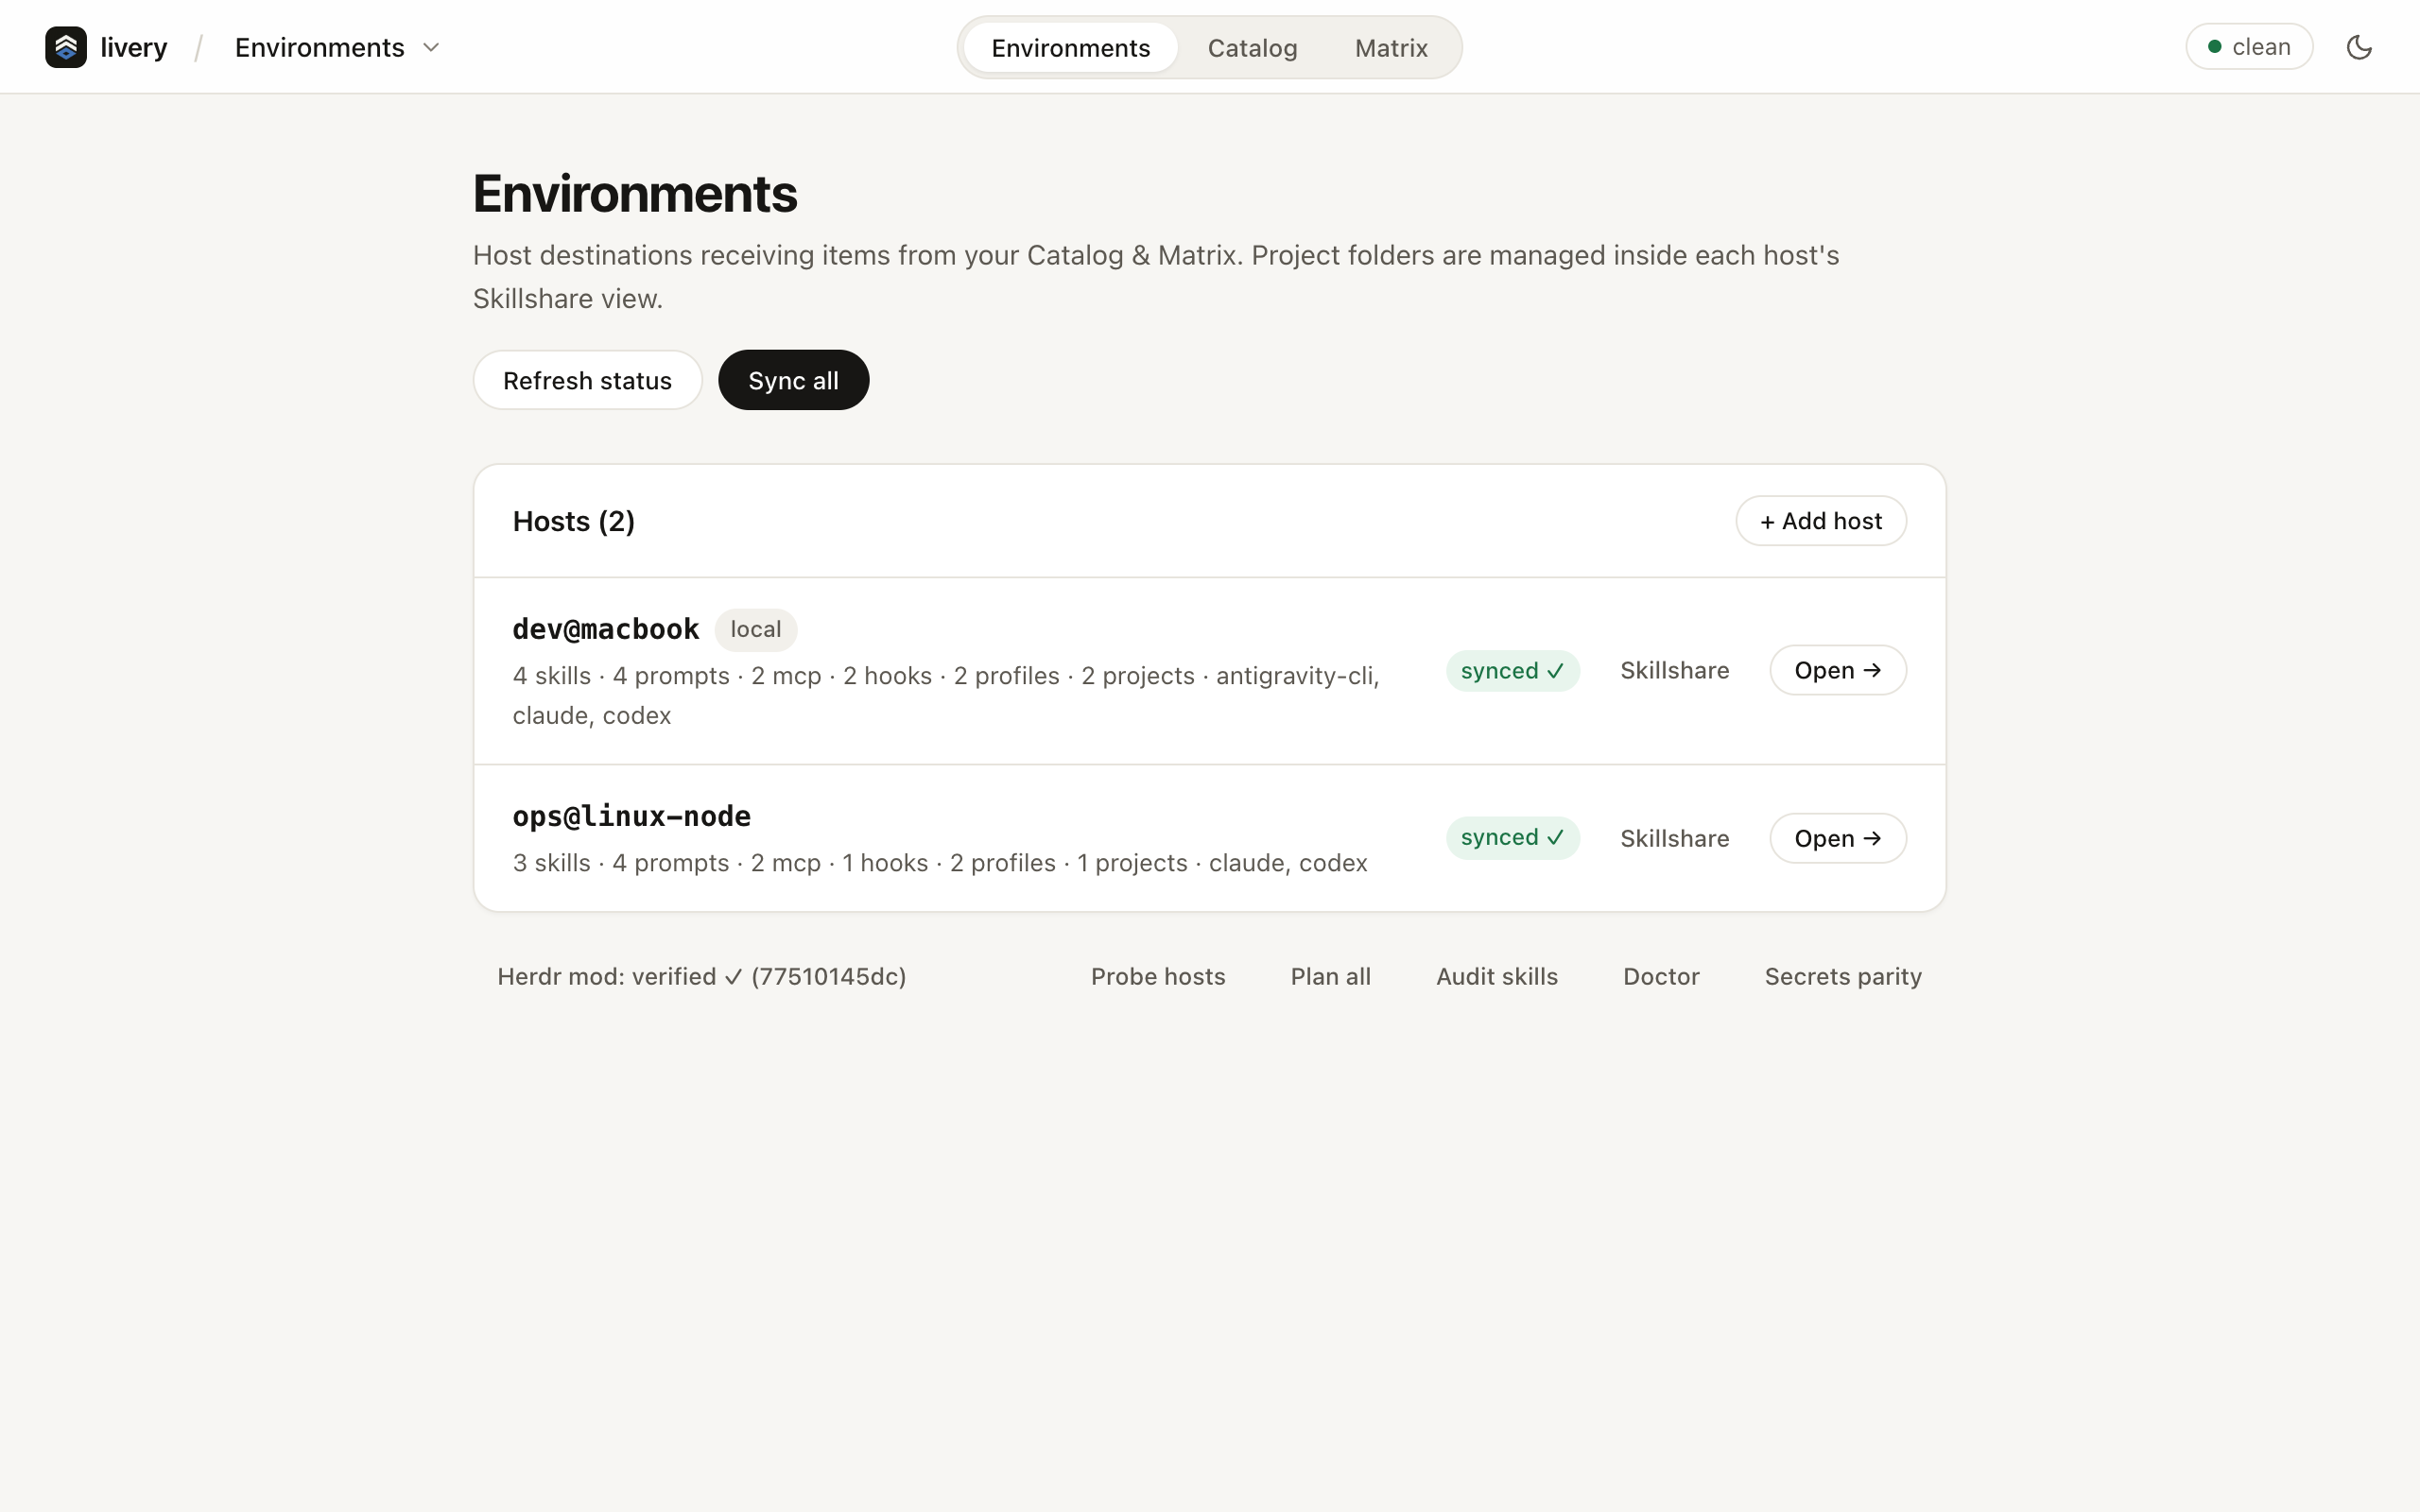 livery / Environments
Environments Catalog Matrix
clean
Environments
Host destinations receiving items from your Catalog & Matrix. Project folders are managed inside each host's
Skillshare view.
Refresh status Sync all
Hosts (2) + Add host
dev@macbook local
4 skills · 4 prompts · 2 mcp · 2 hooks · 2 profiles · 2 projects · antigravity-cli,
claude, codex
synced ✓ Skillshare Open →
ops@linux-node
3 skills · 4 prompts · 2 mcp · 1 hooks · 2 profiles · 1 projects · claude, codex
synced ✓ Skillshare Open →
Herdr mod: verified ✓ (77510145dc) Probe hosts Plan all Audit skills Doctor Secrets parity